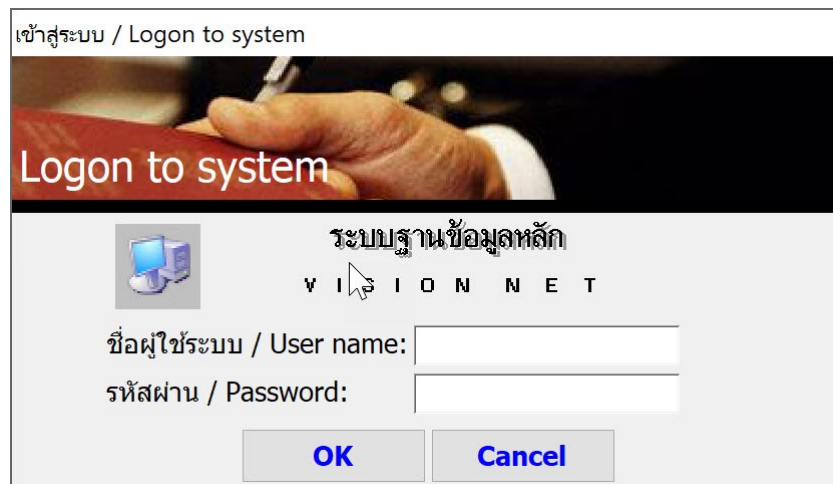 เข้าสู่ระบบ / Logon to system
Logon to system
ระบบฐานข้อมูลหลัก
VISION NET
ชื่อผู้ใช้ระบบ / User name:
รหัสผ่าน / Password:
OK Cancel